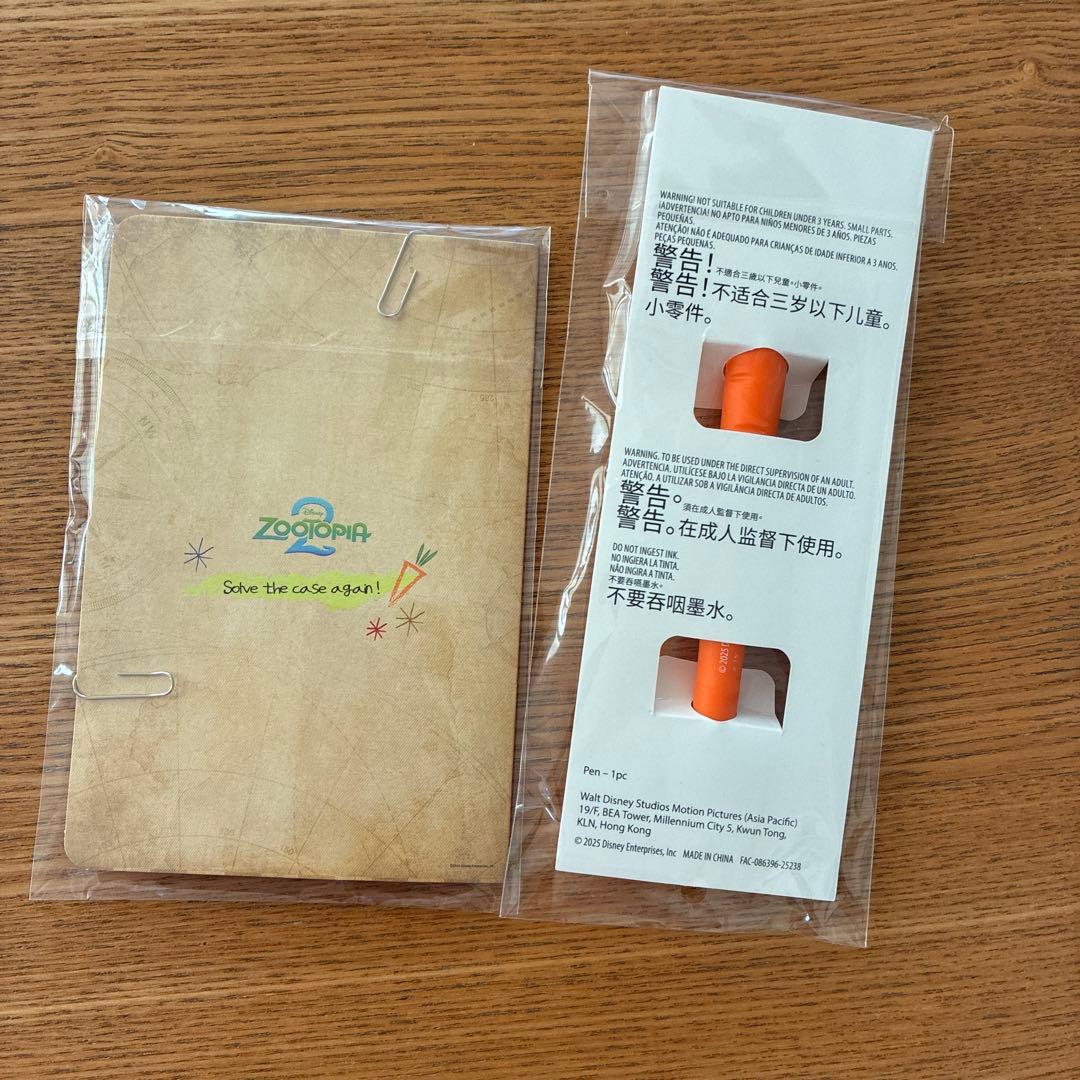 Disney
ZOOTOPIA
2
Solve the case again!
WARNING! NOT SUITABLE FOR CHILDREN UNDER 3 YEARS. SMALL PARTS.
¡ADVERTENCIA! NO APTO PARA NIÑOS MENORES DE 3 AÑOS. PIEZAS
PEQUEÑAS.
ATENÇÃO! NÃO É ADEQUADO PARA CRIANÇAS DE IDADE INFERIOR A 3 ANOS.
PEÇAS PEQUENAS.
警告!不適合三歲以下兒童。小零件。
警告!不适合三岁以下儿童。
小零件。
WARNING. TO BE USED UNDER THE DIRECT SUPERVISION OF AN ADULT.
ADVERTENCIA. UTILÍCESE BAJO LA VIGILANCIA DIRECTA DE UN ADULTO.
ATENÇÃO. A UTILIZAR SOB A VIGILÂNCIA DIRECTA DE ADULTOS.
警告。須在成人監督下使用。
警告。在成人监督下使用。
DO NOT INGEST INK.
NO INGIERA LA TINTA.
NÃO INGIRA A TINTA.
不要吞嚥墨水。
不要吞咽墨水。
© 2025
Pen – 1pc
Walt Disney Studios Motion Pictures (Asia Pacific)
19/F, BEA Tower, Millennium City 5, Kwun Tong,
KLN, Hong Kong
© 2025 Disney Enterprises, Inc MADE IN CHINA FAC-086396-25238